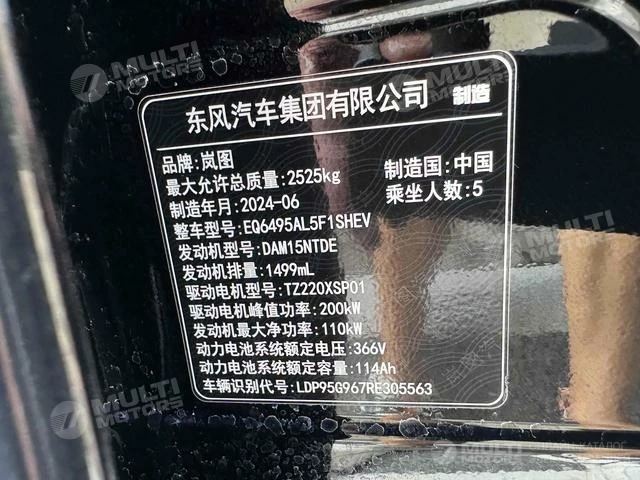 东风汽车集团有限公司 制造
品牌:岚图
最大允许总质量:2525kg
制造国:中国
制造年月:2024-06
乘坐人数:5
整车型号:EQ6495AL5F1SHEV
发动机型号:DAM15NTDE
发动机排量:1499mL
驱动电机型号:TZ220XSP01
驱动电机峰值功率:200kW
发动机最大净功率:110kW
动力电池系统额定电压:366V
动力电池系统额定容量:114Ah
车辆识别代号:LDP95G967RE305563
MULTI MOTORS
MULTI MOTORS
MULTI MOTORS
MULTI MOTORS